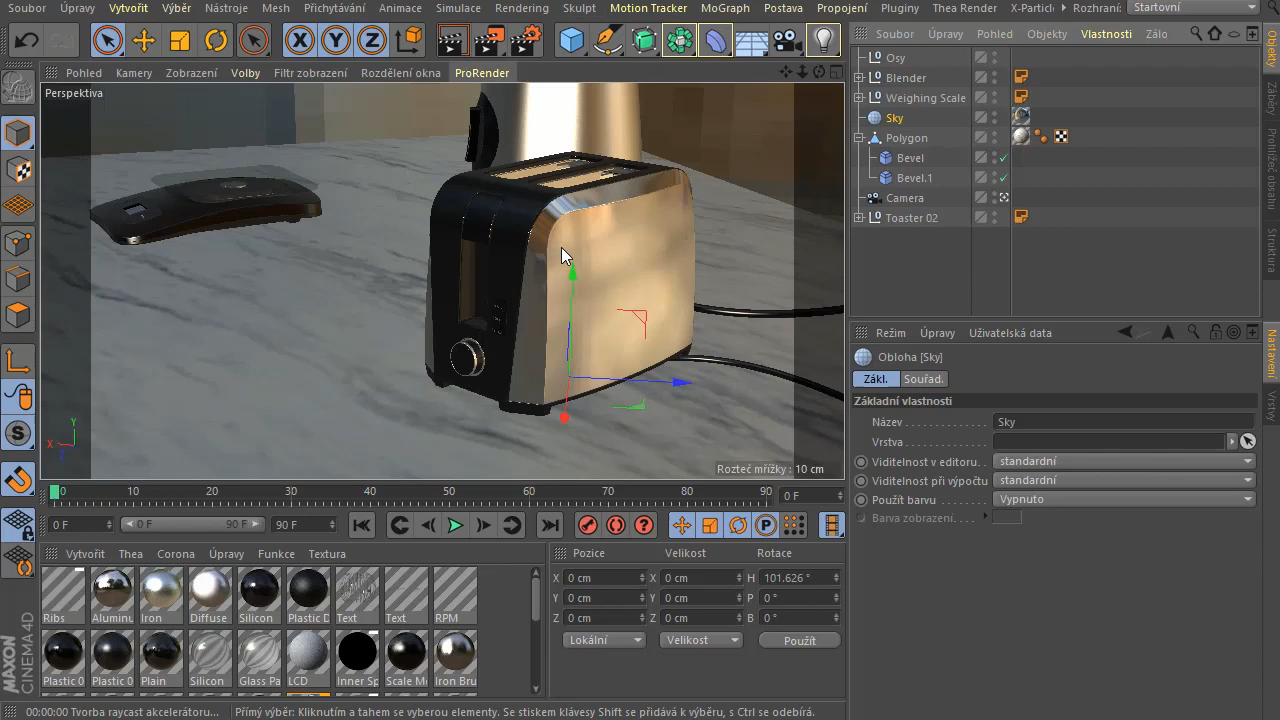 Soubor Úpravy Vytvořit Výběr Nástroje Mesh Přichytávání Animace Simulace Rendering Skulpt Motion Tracker MoGraph Postava Propojení Pluginy Thea Render X-Particl Rozhraní: Startovní
X Y Z
Soubor Úpravy Pohled Objekty Vlastnosti Zálo
Pohled Kamery Zobrazení Volby Filtr zobrazení Rozdělení okna ProRender
Perspektiva
Osy
Blender
Weighing Scale
Sky
Polygon
Bevel
Bevel.1
Camera
Toaster 02
Objekty
Záběry
Prohlížeč obsahu
Struktura
Režim Úpravy Uživatelská data
Obloha [Sky]
Zákl. Souřad.
Základní vlastnosti
Název Sky
Vrstva
Viditelnost v editoru. standardní
Viditelnost při výpočtu standardní
Použít barvu Vypnuto
Barva zobrazení
Nastavení
Vrstvy
Y
X
Z
Rozteč mřížky : 10 cm
0 10 20 30 40 50 60 70 80 90 0 F
0 F 0 F 90 F 90 F
Vytvořit Thea Corona Úpravy Funkce Textura
Ribs Aluminu Iron Diffuse Silicon Plastic D Text Text RPM
Plastic 0 Plastic 0 Plain Silicon Glass Pa LCD Inner Sp Scale Mo Iron Bru
Pozice Velikost Rotace
X 0 cm X 0 cm H 101.626 °
Y 0 cm Y 0 cm P 0 °
Z 0 cm Z 0 cm B 0 °
Lokální Velikost Použít
MAXON CINEMA 4D
00:00:00 Tvorba raycast akcelerátoru... Přímý výběr: Kliknutím a tahem se vyberou elementy. Se stiskem klávesy Shift se přidává k výběru, s Ctrl se odebírá.